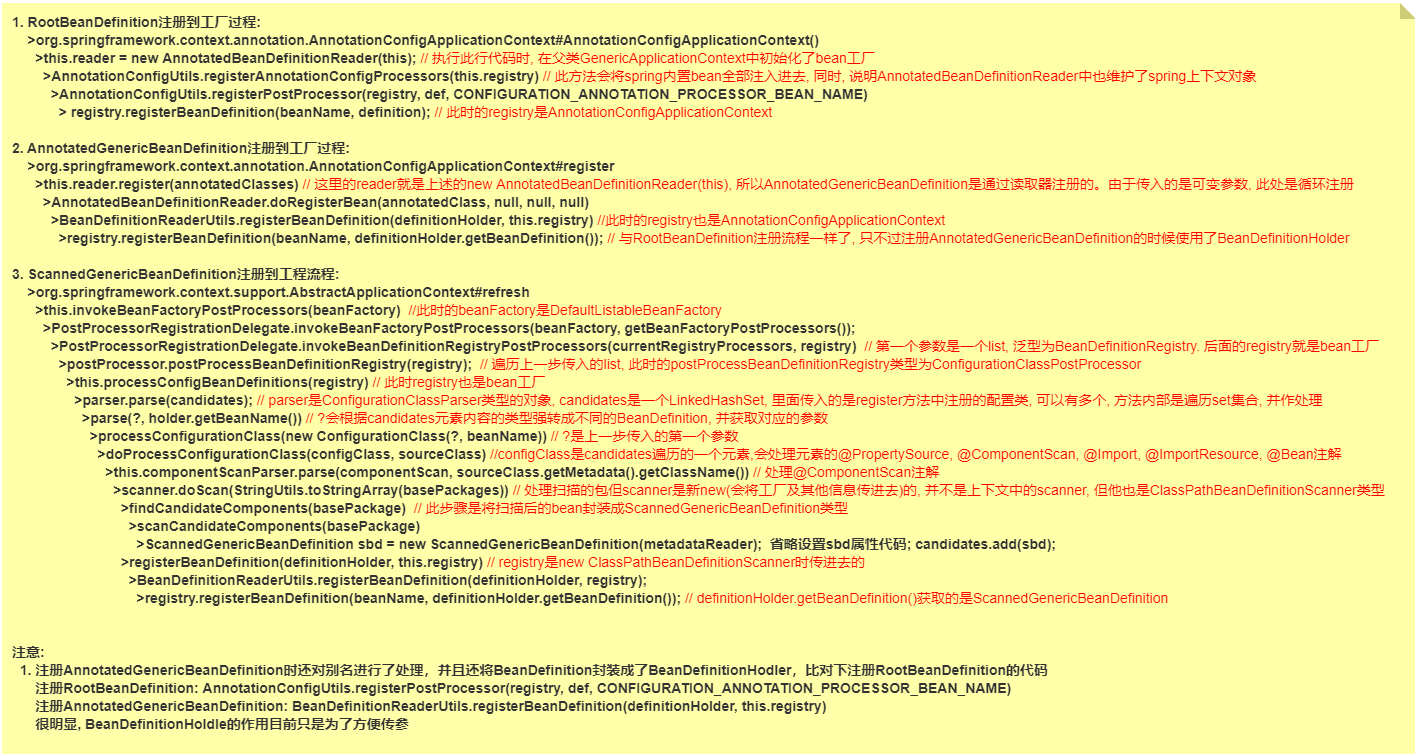 1. RootBeanDefinition注册到工厂过程:
>org.springframework.context.annotation.AnnotationConfigApplicationContext#AnnotationConfigApplicationContext()
>this.reader = new AnnotatedBeanDefinitionReader(this); // 执行此行代码时, 在父类GenericApplicationContext中初始化了bean工厂
>AnnotationConfigUtils.registerAnnotationConfigProcessors(this.registry) // 此方法会将spring内置bean全部注入进去, 同时, 说明AnnotatedBeanDefinitionReader中也维护了spring上下文对象
>AnnotationConfigUtils.registerPostProcessor(registry, def, CONFIGURATION_ANNOTATION_PROCESSOR_BEAN_NAME)
> registry.registerBeanDefinition(beanName, definition); // 此时的registry是AnnotationConfigApplicationContext
2. AnnotatedGenericBeanDefinition注册到工厂过程:
>org.springframework.context.annotation.AnnotationConfigApplicationContext#register
>this.reader.register(annotatedClasses) // 这里的reader就是上述的new AnnotatedBeanDefinitionReader(this), 所以AnnotatedGenericBeanDefinition是通过读取器注册的。由于传入的是可变参数, 此处是循环注册
>AnnotatedBeanDefinitionReader.doRegisterBean(annotatedClass, null, null, null)
>BeanDefinitionReaderUtils.registerBeanDefinition(definitionHolder, this.registry) //此时的registry也是AnnotationConfigApplicationContext
>registry.registerBeanDefinition(beanName, definitionHolder.getBeanDefinition()); // 与RootBeanDefinition注册流程一样了, 只不过注册AnnotatedGenericBeanDefinition的时候使用了BeanDefinitionHolder
3. ScannedGenericBeanDefinition注册到工程流程:
>org.springframework.context.support.AbstractApplicationContext#refresh
>this.invokeBeanFactoryPostProcessors(beanFactory) //此时的beanFactory是DefaultListableBeanFactory
>PostProcessorRegistrationDelegate.invokeBeanFactoryPostProcessors(beanFactory, getBeanFactoryPostProcessors());
>PostProcessorRegistrationDelegate.invokeBeanDefinitionRegistryPostProcessors(currentRegistryProcessors, registry) // 第一个参数是一个list, 泛型为BeanDefinitionRegistry. 后面的registry就是bean工厂
>postProcessor.postProcessBeanDefinitionRegistry(registry); // 遍历上一步传入的list, 此时的postProcessBeanDefinitionRegistry类型为ConfigurationClassPostProcessor
>this.processConfigBeanDefinitions(registry) // 此时registry也是bean工厂
>parser.parse(candidates); // parser是ConfigurationClassParser类型的对象, candidates是一个LinkedHashSet, 里面传入的是register方法中注册的配置类, 可以有多个, 方法内部是遍历set集合, 并作处理
>parse(?, holder.getBeanName()) // ?会根据candidates元素内容的类型强转成不同的BeanDefinition, 并获取对应的参数
>processConfigurationClass(new ConfigurationClass(?, beanName)) // ?是上一步传入的第一个参数
>doProcessConfigurationClass(configClass, sourceClass) //configClass是candidates遍历的一个元素,会处理元素的@PropertySource, @ComponentScan, @Import, @ImportResource, @Bean注解
>this.componentScanParser.parse(componentScan, sourceClass.getMetadata().getClassName()) // 处理@ComponentScan注解
>scanner.doScan(StringUtils.toStringArray(basePackages)) // 处理扫描的包但scanner是新new(会将工厂及其他信息传进去)的, 并不是上下文中的scanner, 但他也是ClassPathBeanDefinitionScanner类型
>findCandidateComponents(basePackage) // 此步骤是将扫描后的bean封装成ScannedGenericBeanDefinition类型
>scanCandidateComponents(basePackage)
>ScannedGenericBeanDefinition sbd = new ScannedGenericBeanDefinition(metadataReader); 省略设置sbd属性代码; candidates.add(sbd);
>registerBeanDefinition(definitionHolder, this.registry) // registry是new ClassPathBeanDefinitionScanner时传进去的
>BeanDefinitionReaderUtils.registerBeanDefinition(definitionHolder, registry);
>registry.registerBeanDefinition(beanName, definitionHolder.getBeanDefinition()); // definitionHolder.getBeanDefinition()获取的是ScannedGenericBeanDefinition
注意:
1. 注册AnnotatedGenericBeanDefinition时还对别名进行了处理，并且还将BeanDefinition封装成了BeanDefinitionHodler，比对下注册RootBeanDefinition的代码
注册RootBeanDefinition: AnnotationConfigUtils.registerPostProcessor(registry, def, CONFIGURATION_ANNOTATION_PROCESSOR_BEAN_NAME)
注册AnnotatedGenericBeanDefinition: BeanDefinitionReaderUtils.registerBeanDefinition(definitionHolder, this.registry)
很明显, BeanDefinitionHoldle的作用目前只是为了方便传参